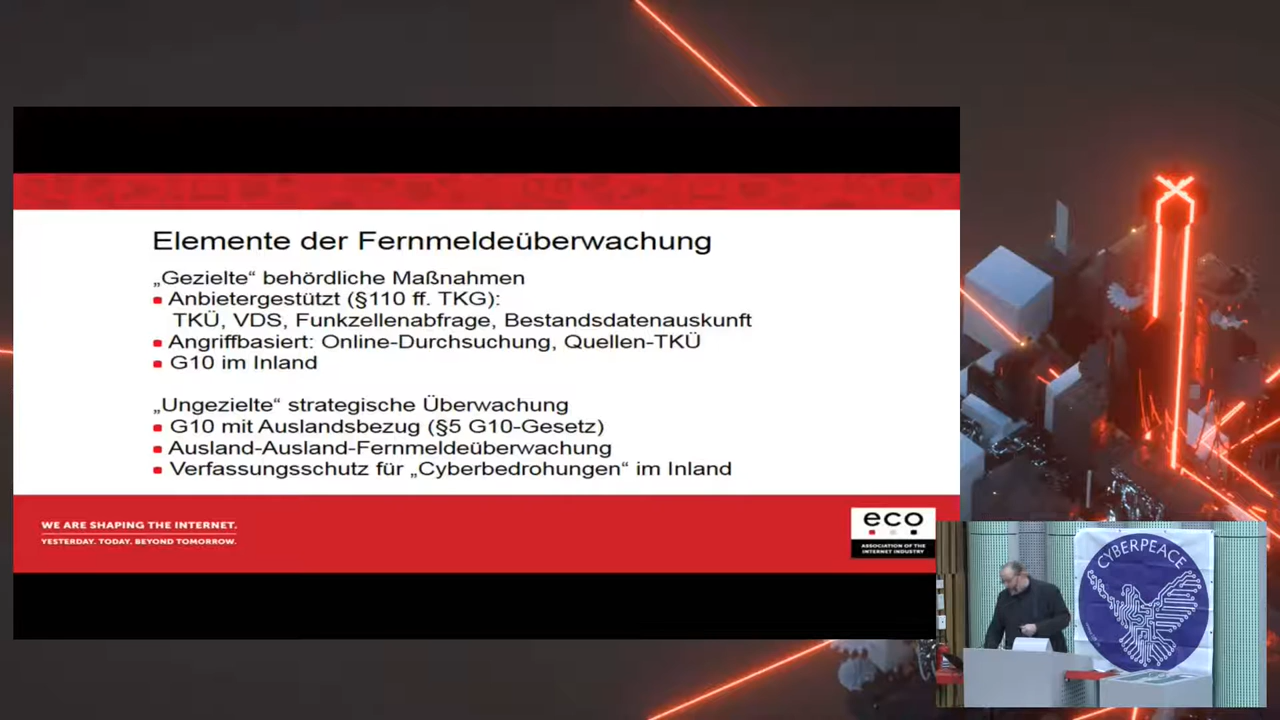 Elemente der Fernmeldeüberwachung
„Gezielte“ behördliche Maßnahmen
Anbietergestützt (§110 ff. TKG):
TKÜ, VDS, Funkzellenabfrage, Bestandsdatenauskunft
Angriffbasiert: Online-Durchsuchung, Quellen-TKÜ
G10 im Inland
„Ungezielte“ strategische Überwachung
G10 mit Auslandsbezug (§5 G10-Gesetz)
Ausland-Ausland-Fernmeldeüberwachung
Verfassungsschutz für „Cyberbedrohungen“ im Inland
WE ARE SHAPING THE INTERNET.
YESTERDAY. TODAY. BEYOND TOMORROW.
eco
ASSOCIATION OF THE
INTERNET INDUSTRY
CYBERPEACE